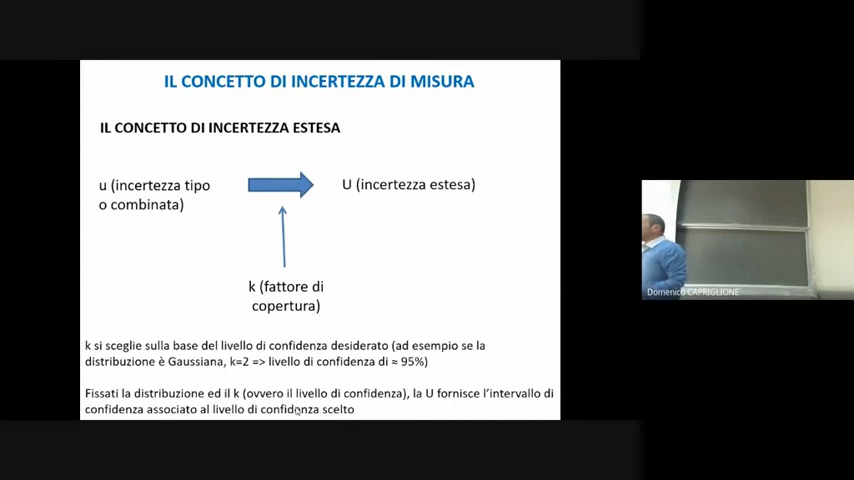 IL CONCETTO DI INCERTEZZA DI MISURA
IL CONCETTO DI INCERTEZZA ESTESA
u (incertezza tipo
o combinata)
U (incertezza estesa)
k (fattore di
copertura)
k si sceglie sulla base del livello di confidenza desiderato (ad esempio se la
distribuzione è Gaussiana, k=2 => livello di confidenza di ≈ 95%)
Fissati la distribuzione ed il k (ovvero il livello di confidenza), la U fornisce l'intervallo di
confidenza associato al livello di confidenza scelto
Domenico CAPRIGLIONE